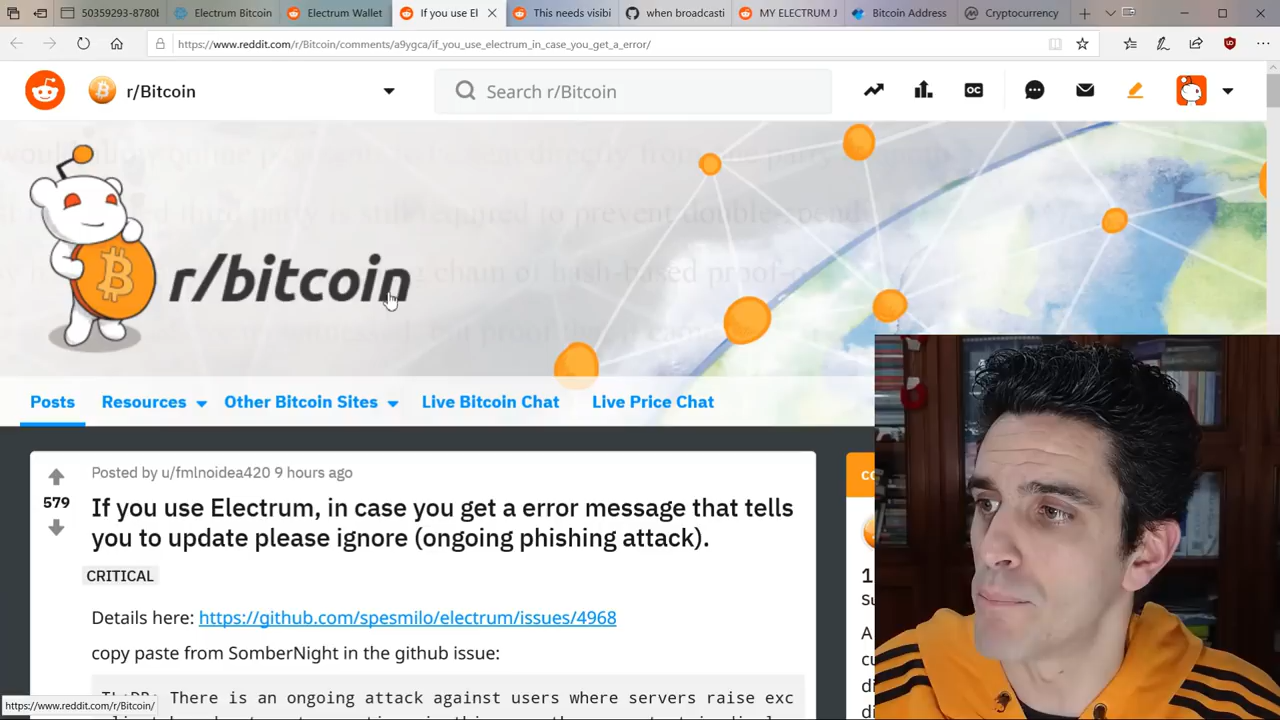 50359293-8780l
Electrum Bitcoin
Electrum Wallet
If you use El
This needs visibi
when broadcasti
MY ELECTRUM J
Bitcoin Address
Cryptocurrency
https://www.reddit.com/r/Bitcoin/comments/a9ygca/if_you_use_electrum_in_case_you_get_a_error/
r/Bitcoin
Search r/Bitcoin
OC
r/bitcoin
Posts
Resources
Other Bitcoin Sites
Live Bitcoin Chat
Live Price Chat
Posted by u/fmlnoidea420 9 hours ago
579
If you use Electrum, in case you get a error message that tells
you to update please ignore (ongoing phishing attack).
CRITICAL
Details here: https://github.com/spesmilo/electrum/issues/4968
copy paste from SomberNight in the github issue:
There is an ongoing attack against users where servers raise exc
https://www.reddit.com/r/Bitcoin/